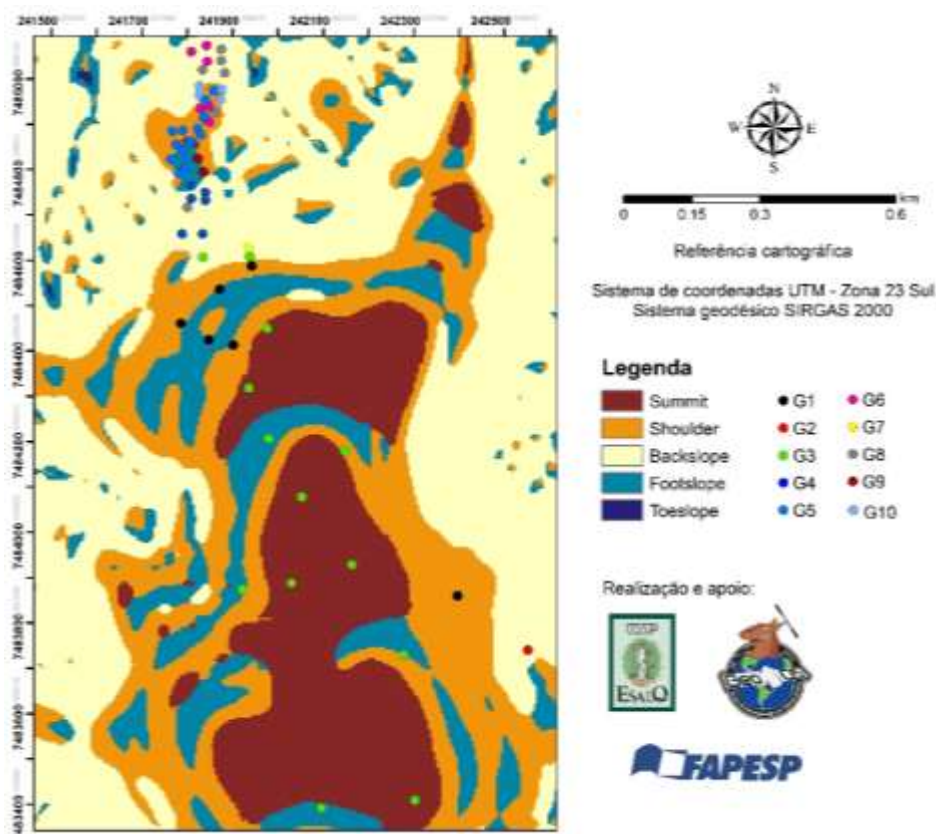 241500 241700 241900 242100 242300 242500
7485000
7484800
7484600
7484400
7484200
7484000
7483800
7483600
7483400
N
W E
S
0 0.15 0.3 0.6
km
Referência cartográfica
Sistema de coordenadas UTM - Zona 23 Sul
Sistema geodésico SIRGAS 2000
Legenda
Summit G1 G6
Shoulder G2 G7
Backslope G3 G8
Footslope G4 G9
Toeslope G5 G10
Realização e apoio:
ESALQ
FAPESP